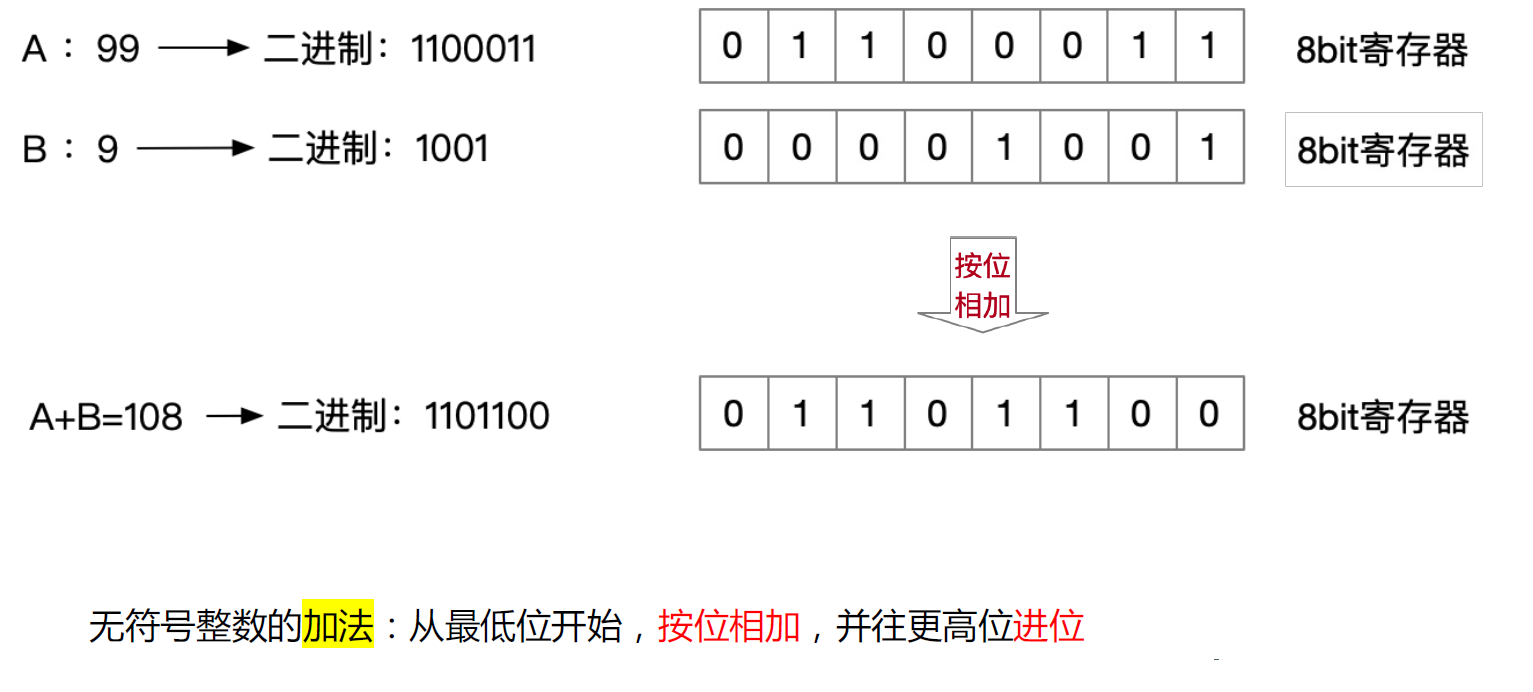 A：99 二进制：1100011 0 1 1 0 0 0 1 1 8bit寄存器
B：9 二进制：1001 0 0 0 0 1 0 0 1 8bit寄存器
按位
相加
A+B=108 二进制：1101100 0 1 1 0 1 1 0 0 8bit寄存器
无符号整数的加法：从最低位开始，按位相加，并往更高位进位